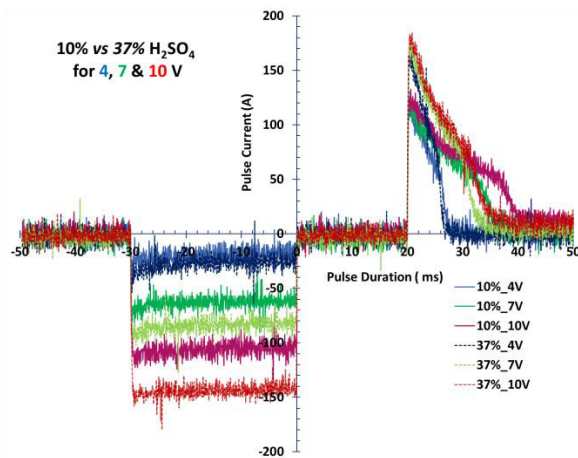 10% vs 37% H₂SO₄
for 4, 7 & 10 V
200
150
100
50
0
-50
-100
-150
-200
Pulse Current (A)
-50 -40 -30 -20 -10 0 10 20 30 40 50
Pulse Duration ( ms)
10%_4V
10%_7V
10%_10V
37%_4V
37%_7V
37%_10V